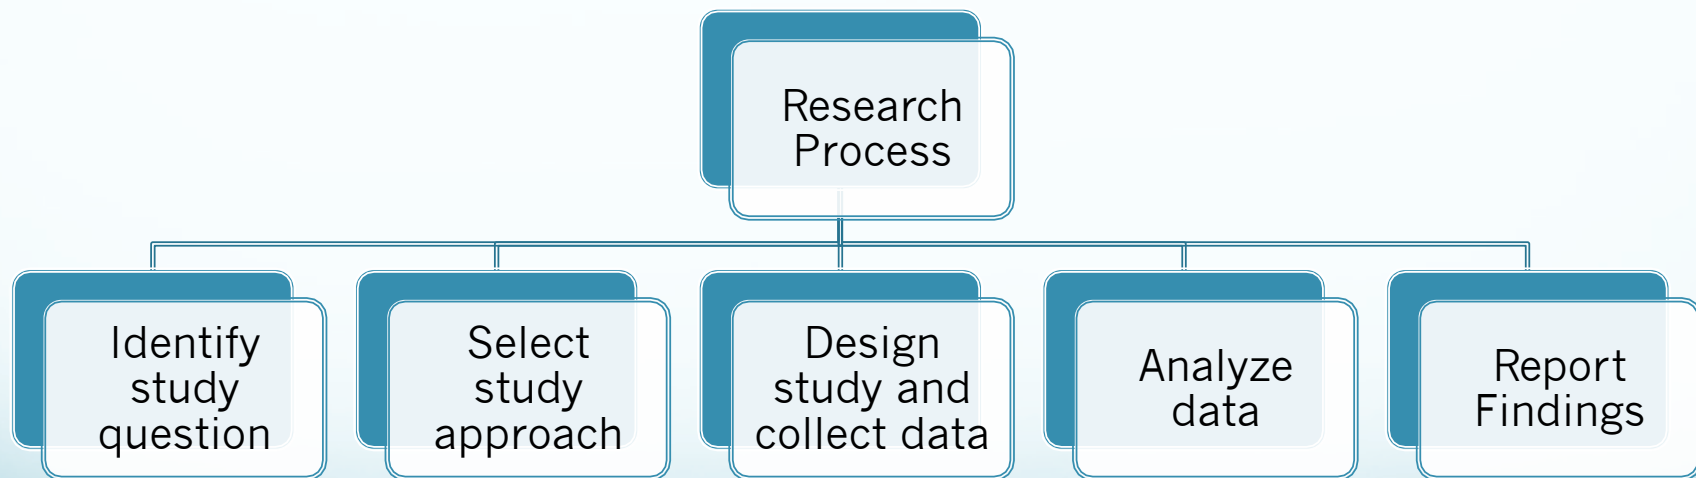 Research
Process
Identify
study
question
Select
study
approach
Design
study and
collect data
Analyze
data
Report
Findings